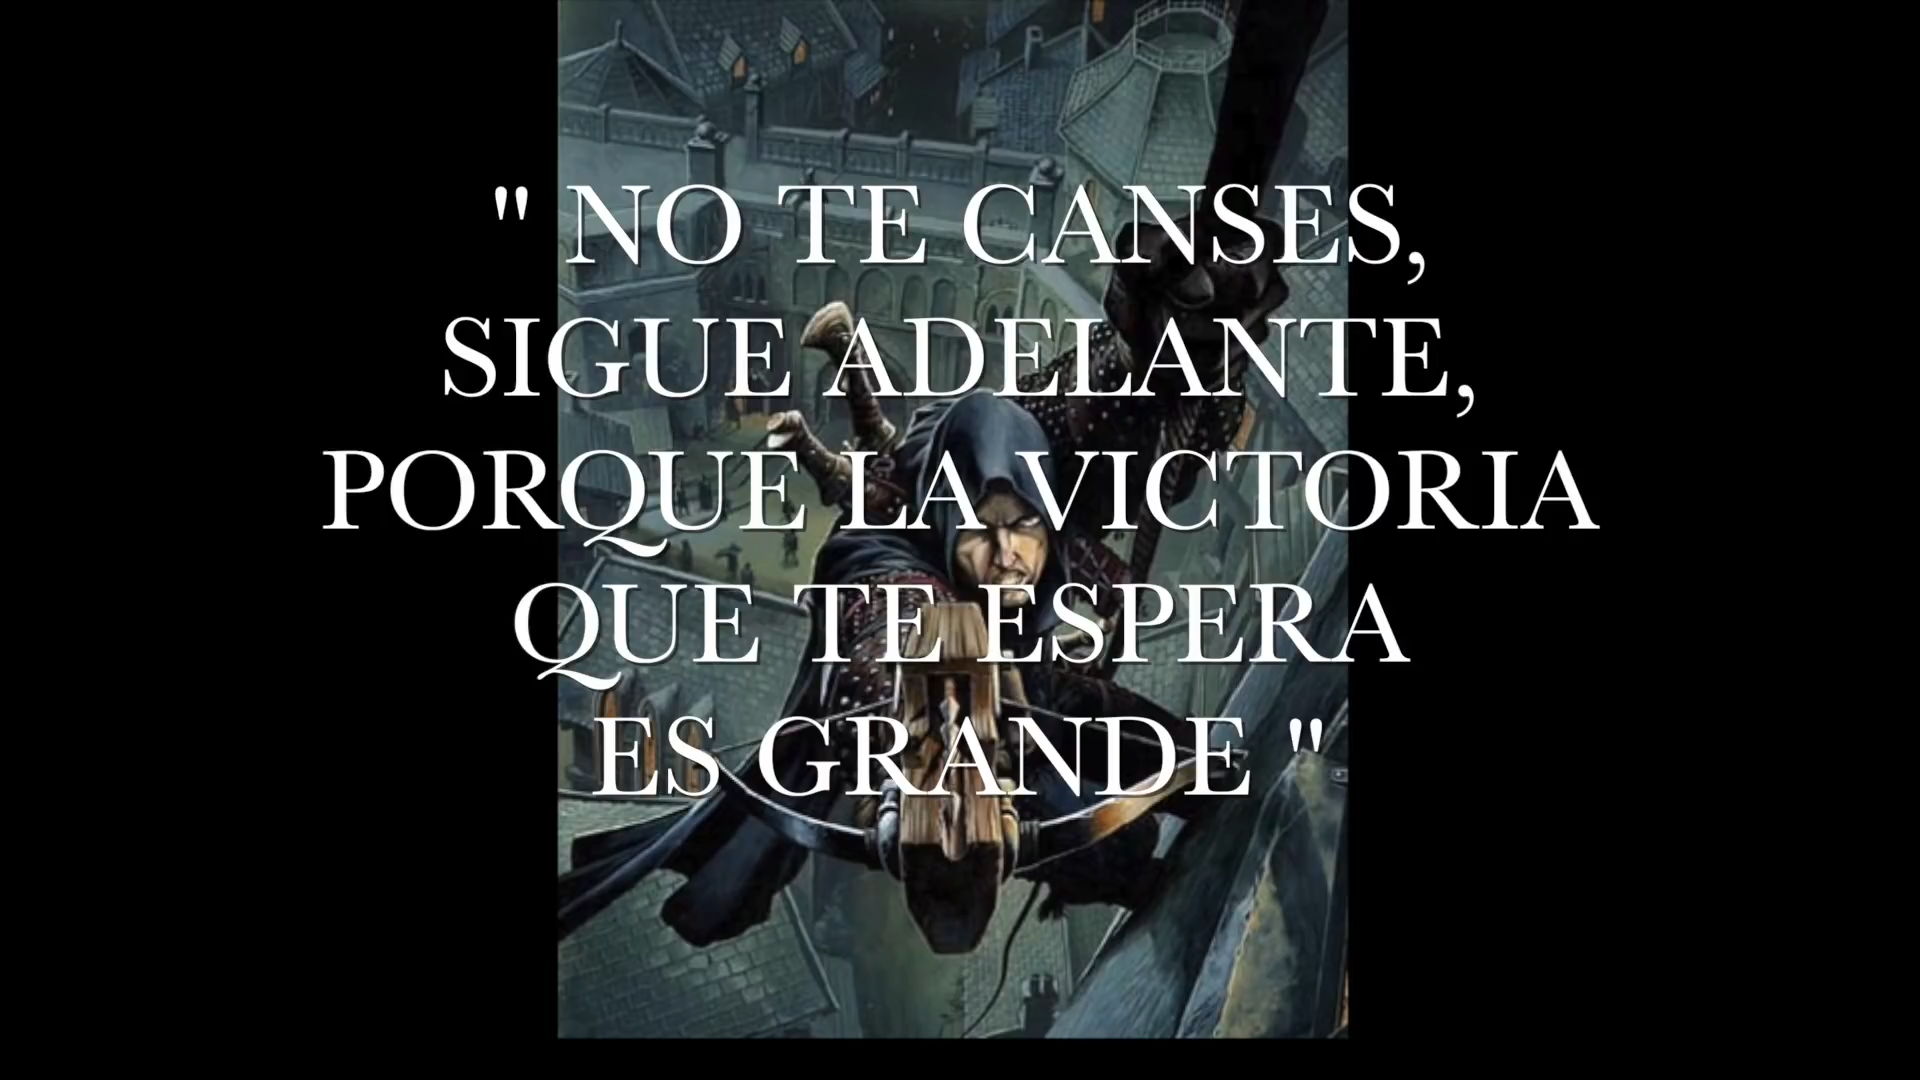 " NO TE CANSES,
SIGUE ADELANTE,
PORQUE LA VICTORIA
QUE TE ESPERA
ES GRANDE "